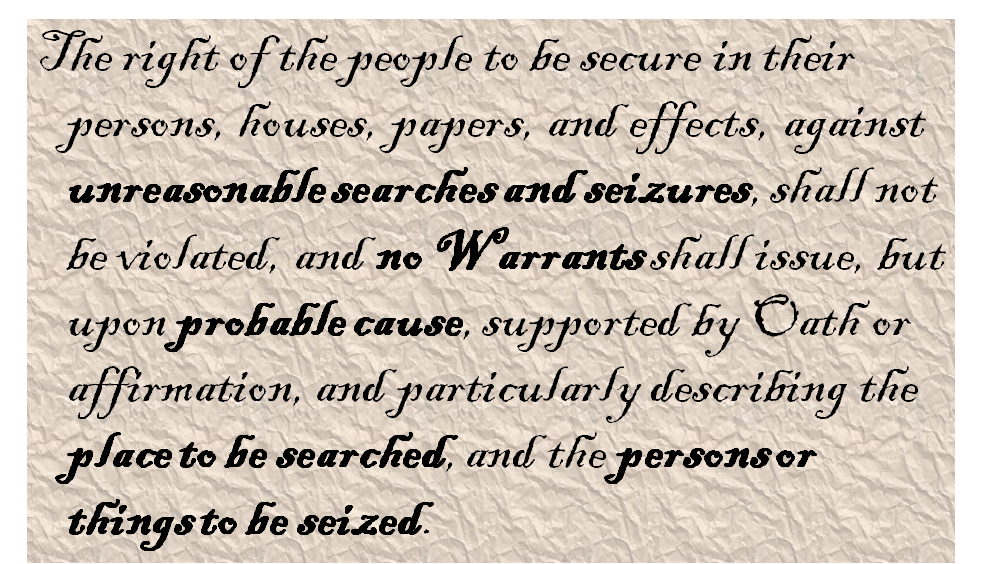 The right of the people to be secure in their
persons, houses, papers, and effects, against
unreasonable searches and seizures, shall not
be violated, and no Warrants shall issue, but
upon probable cause, supported by Oath or
affirmation, and particularly describing the
place to be searched, and the persons or
things to be seized.